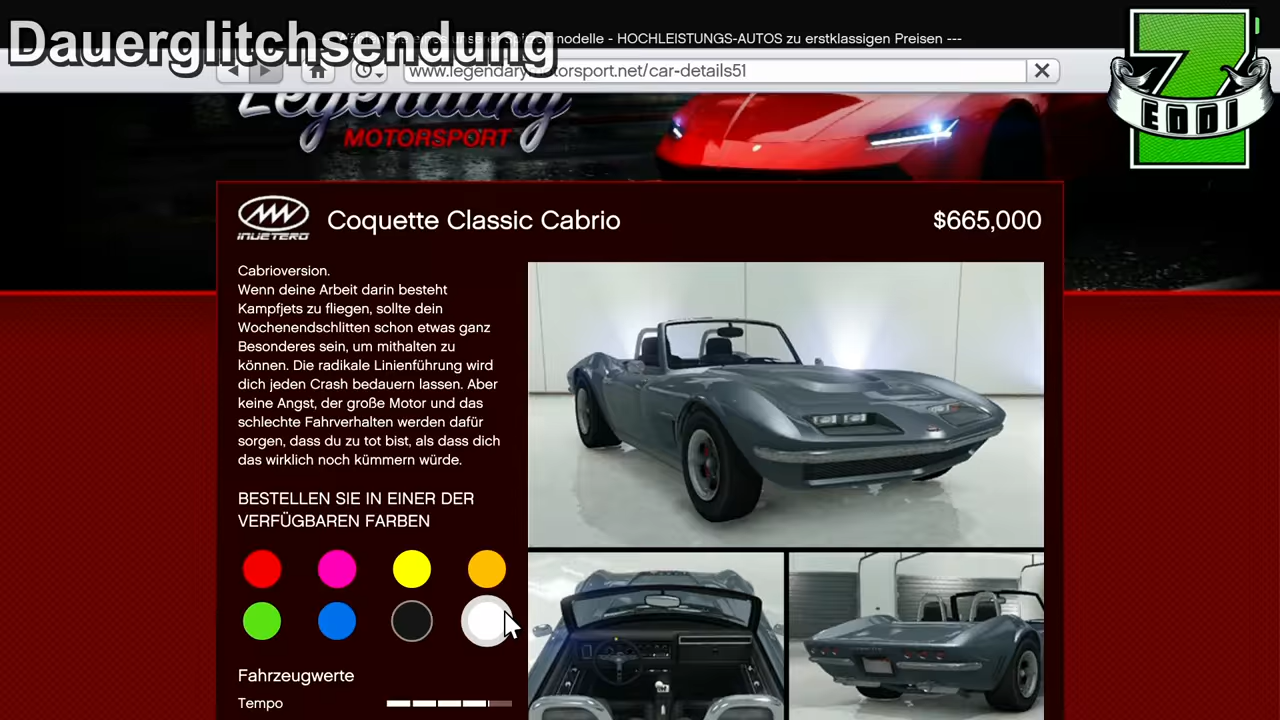 Dauerglitchsendung
modelle - HOCHLEISTUNGS-AUTOS zu erstklassigen Preisen ---
www.legendarymotorsport.net/car-details51
Z
EDDI
Legendary
MOTORSPORT
INVETERO
Coquette Classic Cabrio
$665,000
Cabrioversion.
Wenn deine Arbeit darin besteht
Kampfjets zu fliegen, sollte dein
Wochenendschlitten schon etwas ganz
Besonderes sein, um mithalten zu
können. Die radikale Linienführung wird
dich jeden Crash bedauern lassen. Aber
keine Angst, der große Motor und das
schlechte Fahrverhalten werden dafür
sorgen, dass du zu tot bist, als dass dich
das wirklich noch kümmern würde.
BESTELLEN SIE IN EINER DER
VERFÜGBAREN FARBEN
Fahrzeugwerte
Tempo